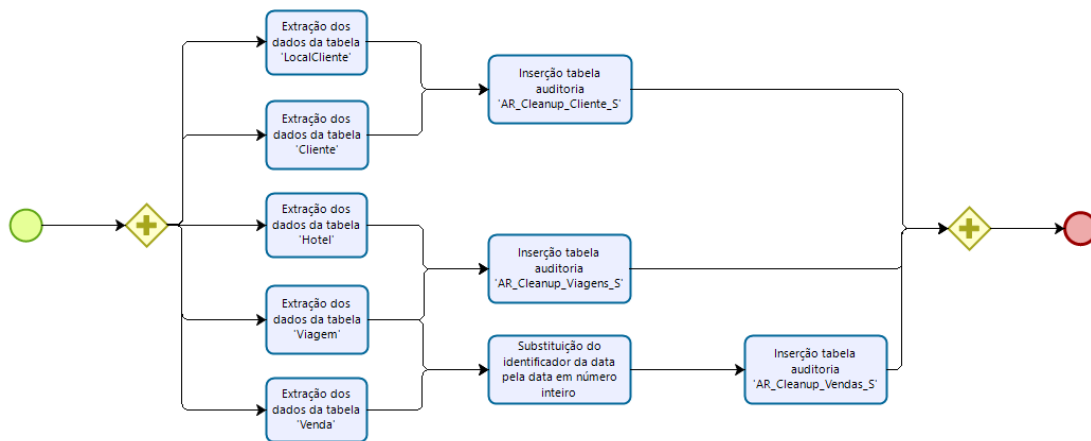 Extração dos
dados da tabela
'LocalCliente'
Extração dos
dados da tabela
'Cliente'
Inserção tabela
auditoria
'AR_Cleanup_Cliente_S'
Extração dos
dados da tabela
'Hotel'
Inserção tabela
auditoria
'AR_Cleanup_Viagens_S'
Extração dos
dados da tabela
'Viagem'
Substituição do
identificador da data
pela data em número
inteiro
Inserção tabela
auditoria
'AR_Cleanup_Vendas_S'
Extração dos
dados da tabela
'Venda'